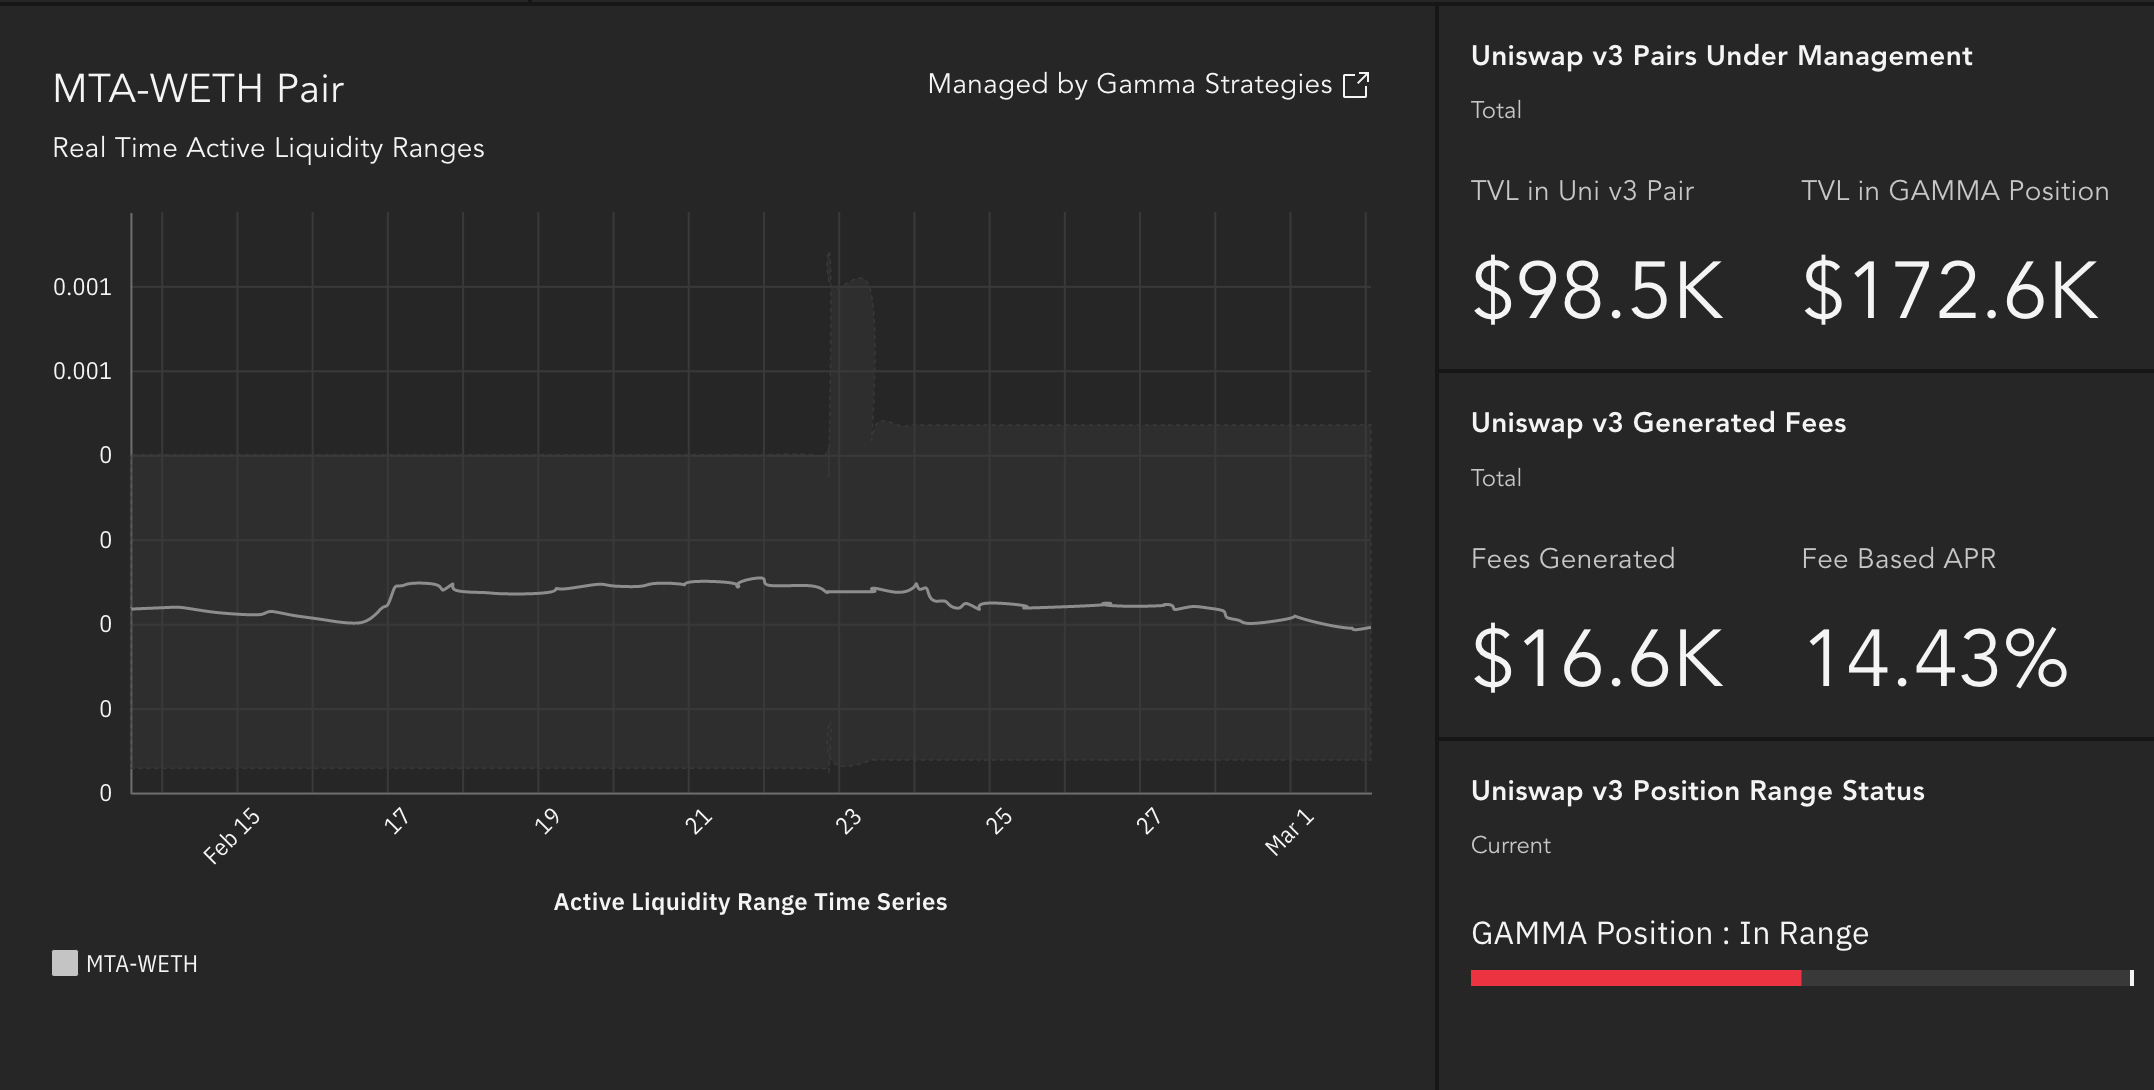 MTA-WETH Pair
Managed by Gamma Strategies
Real Time Active Liquidity Ranges
0.001
0.001
0
0
0
0
0
Feb 15
17
19
21
23
25
27
Mar 1
Active Liquidity Range Time Series
MTA-WETH
Uniswap v3 Pairs Under Management
Total
TVL in Uni v3 Pair
TVL in GAMMA Position
$98.5K
$172.6K
Uniswap v3 Generated Fees
Total
Fees Generated
Fee Based APR
$16.6K
14.43%
Uniswap v3 Position Range Status
Current
GAMMA Position : In Range